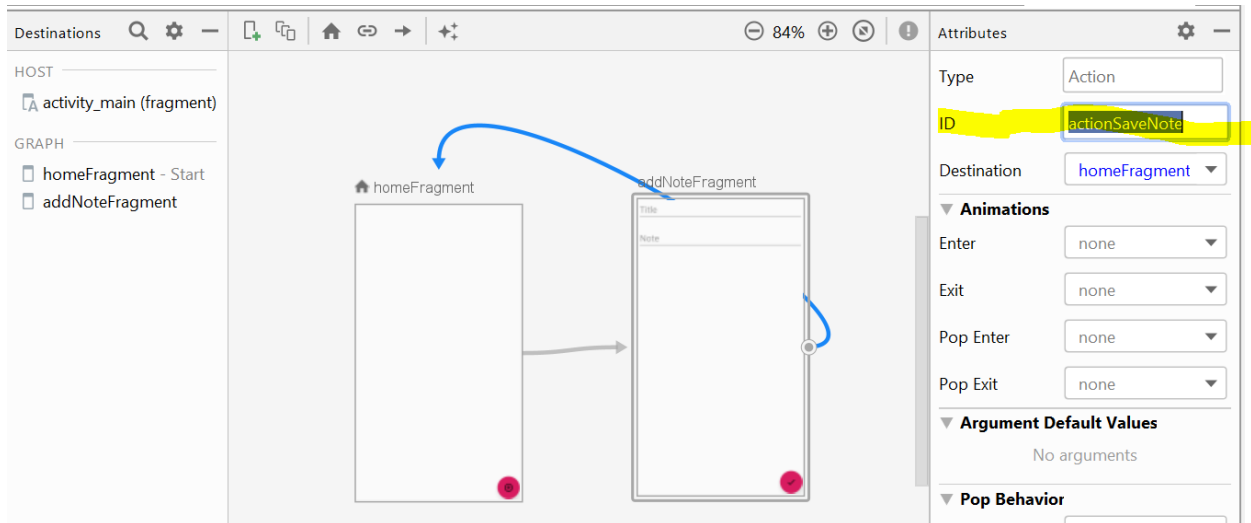 Destinations
HOST
activity_main (fragment)
GRAPH
homeFragment - Start
addNoteFragment
84%
homeFragment
addNoteFragment
Title
Note
Attributes
Type Action
ID actionSaveNote
Destination homeFragment
Animations
Enter none
Exit none
Pop Enter none
Pop Exit none
Argument Default Values
No arguments
Pop Behavior